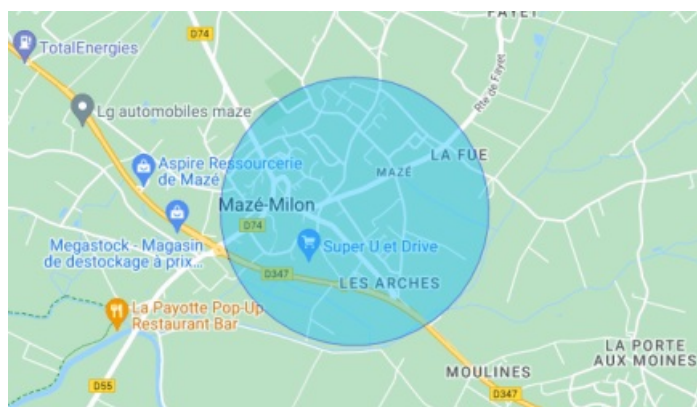 FAYET
D74
TotalEnergies
Rte de Fayet
Lg automobiles maze
LA FUE
Aspire Ressourcerie
de Mazé
MAZÉ
Mazé-Milon
D74
Megastock - Magasin
de destockage à prix...
Super U et Drive
D347
LES ARCHES
La Payotte Pop-Up
Restaurant Bar
LA PORTE
AUX MOINES
MOULINES
D55
D347